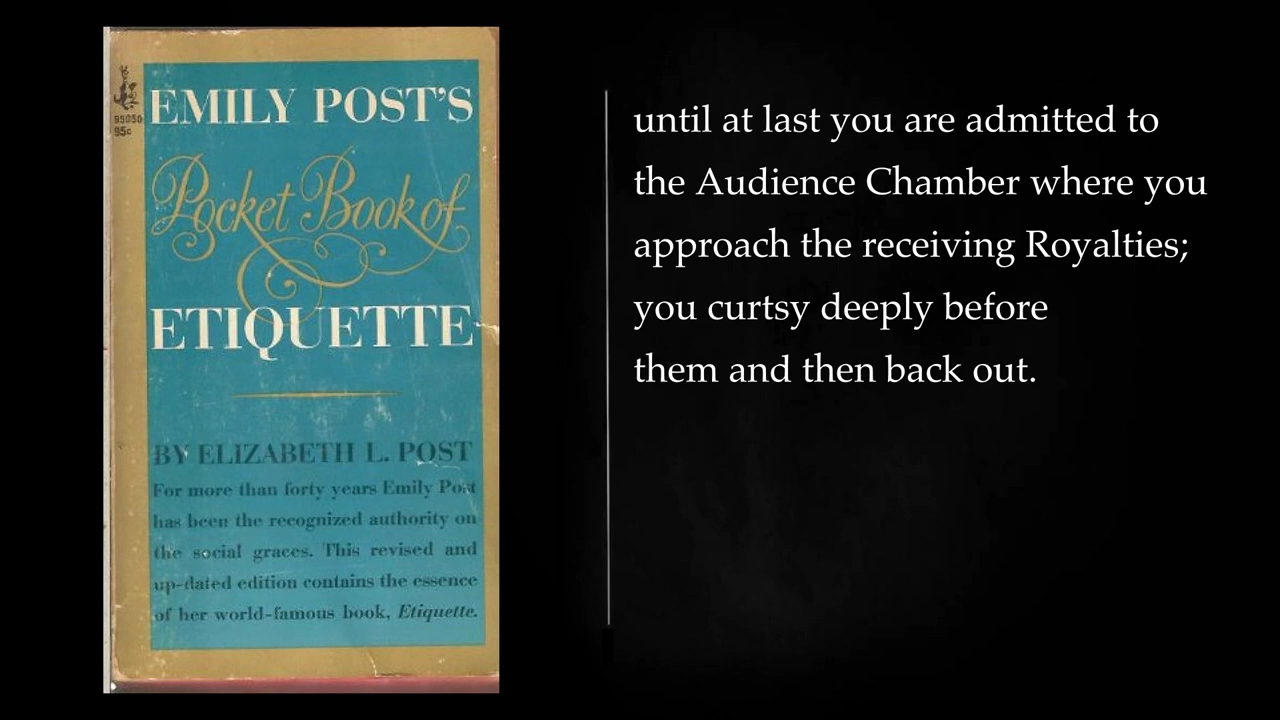 95050
95c
EMILY POST'S
Pocket Book of
ETIQUETTE
BY ELIZABETH L. POST
For more than forty years Emily Post
has been the recognized authority on
the social graces. This revised and
up-dated edition contains the essence
of her world-famous book, Etiquette.
until at last you are admitted to
the Audience Chamber where you
approach the receiving Royalties;
you curtsy deeply before
them and then back out.